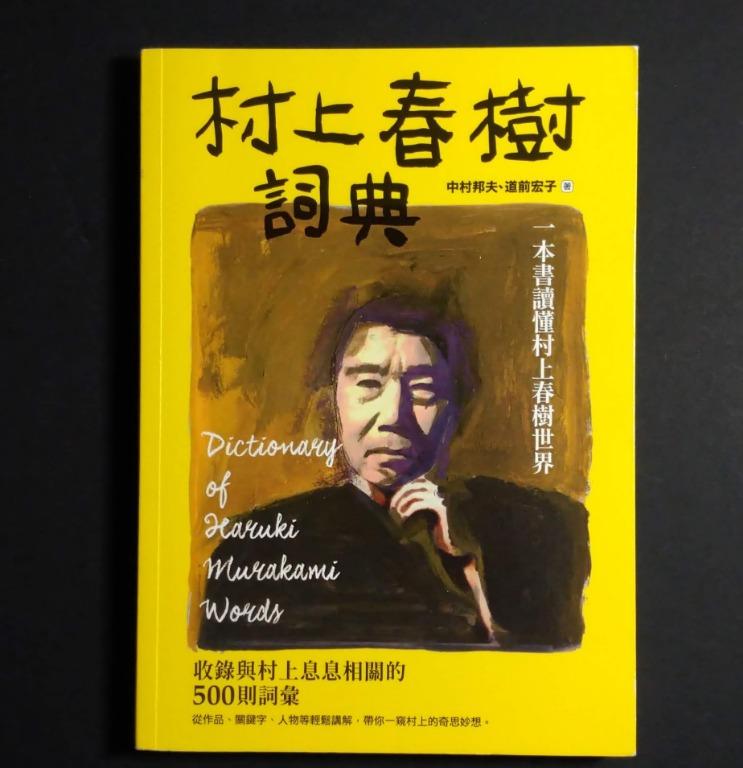 村上春樹
詞典
中村邦夫、道前宏子 著
一本書讀懂村上春樹世界
Dictionary
of
Haruki
Murakami
Words
收錄與村上息息相關的
500則詞彙
從作品、關鍵字、人物等輕鬆講解，帶你一窺村上的奇思妙想。